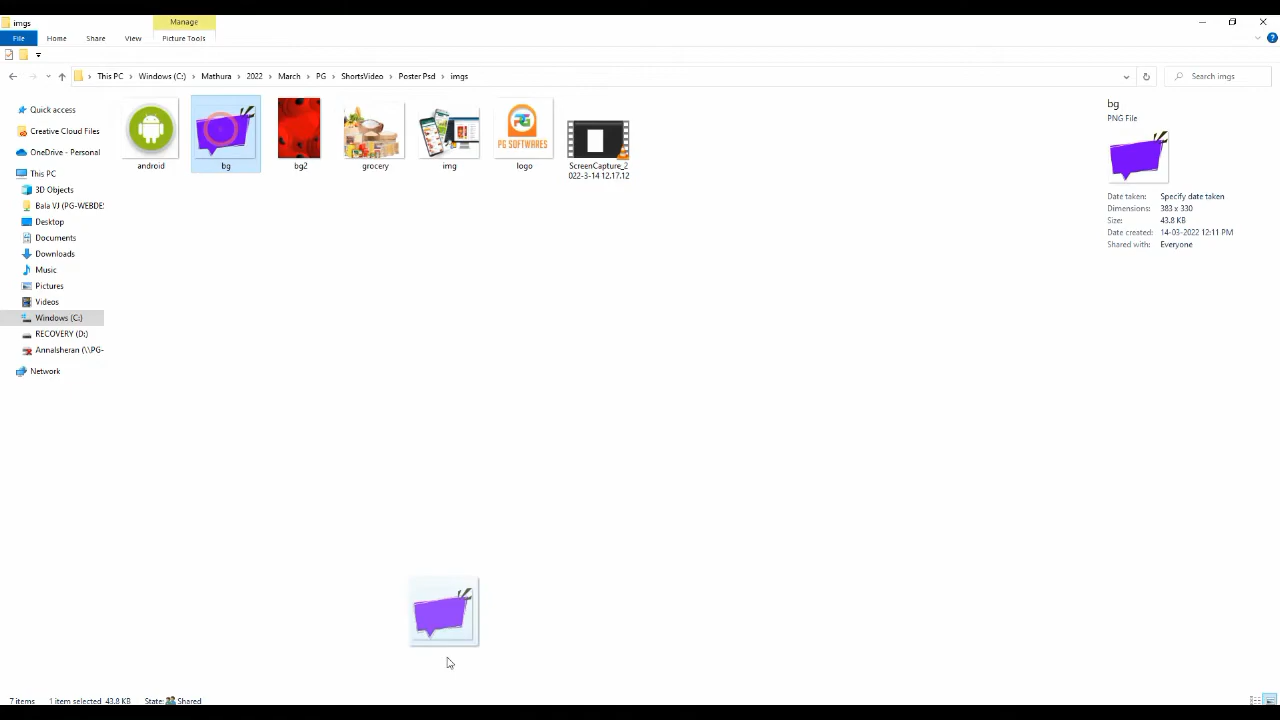 imgs
Manage
File
Home
Share
View
Picture Tools
This PC
Windows (C:)
Mathura
2022
March
PG
ShortsVideo
Poster Psd
imgs
Search imgs
Quick access
Creative Cloud Files
OneDrive - Personal
This PC
3D Objects
Bala VJ (PG-WEBDE:
Desktop
Documents
Downloads
Music
Pictures
Videos
Windows (C:)
RECOVERY (D:)
Annalsheran (\\PG-
Network
android
bg
bg2
grocery
img
PG SOFTWARES
logo
ScreenCapture_2
022-3-14 12.17.12
bg
PNG File
Date taken: Specify date taken
Dimensions: 383 x 330
Size: 43.8 KB
Date created: 14-03-2022 12:11 PM
Shared with: Everyone
7 items
1 item selected 43.8 KB
State: Shared